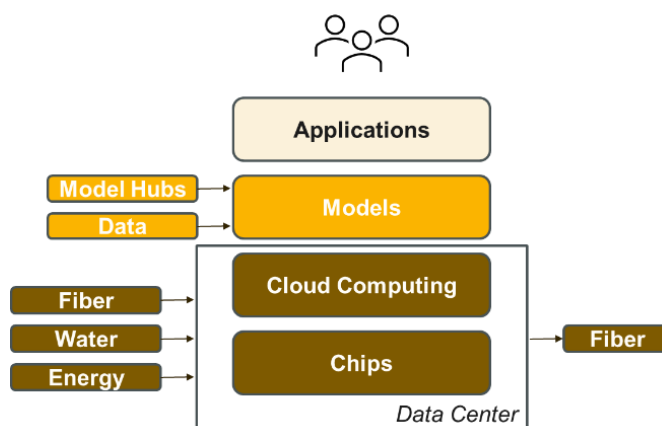 Applications
Model Hubs
Models
Data
Cloud Computing
Fiber
Water
Fiber
Chips
Energy
Data Center